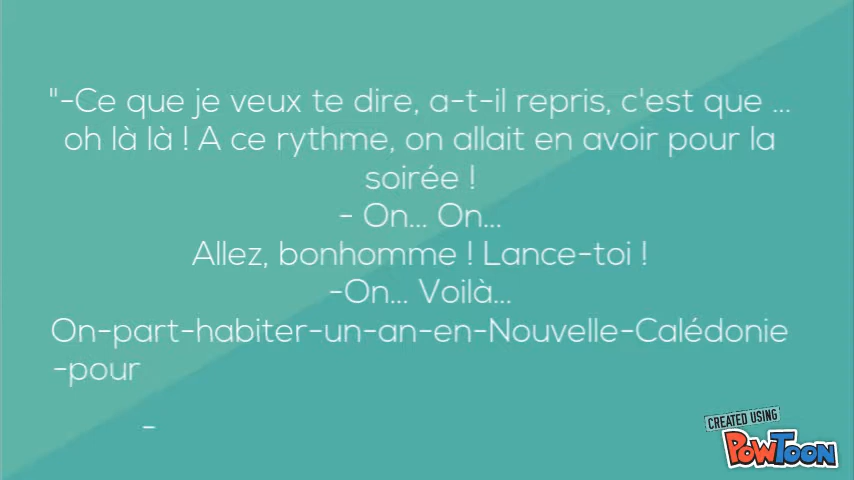 "-Ce que je veux te dire, a-t-il repris, c'est que ...
oh là là ! A ce rythme, on allait en avoir pour la
soirée !
- On... On...
Allez, bonhomme ! Lance-toi !
-On... Voilà...
On-part-habiter-un-an-en-Nouvelle-Calédonie
-pour
-
CREATED USING
POWTOON